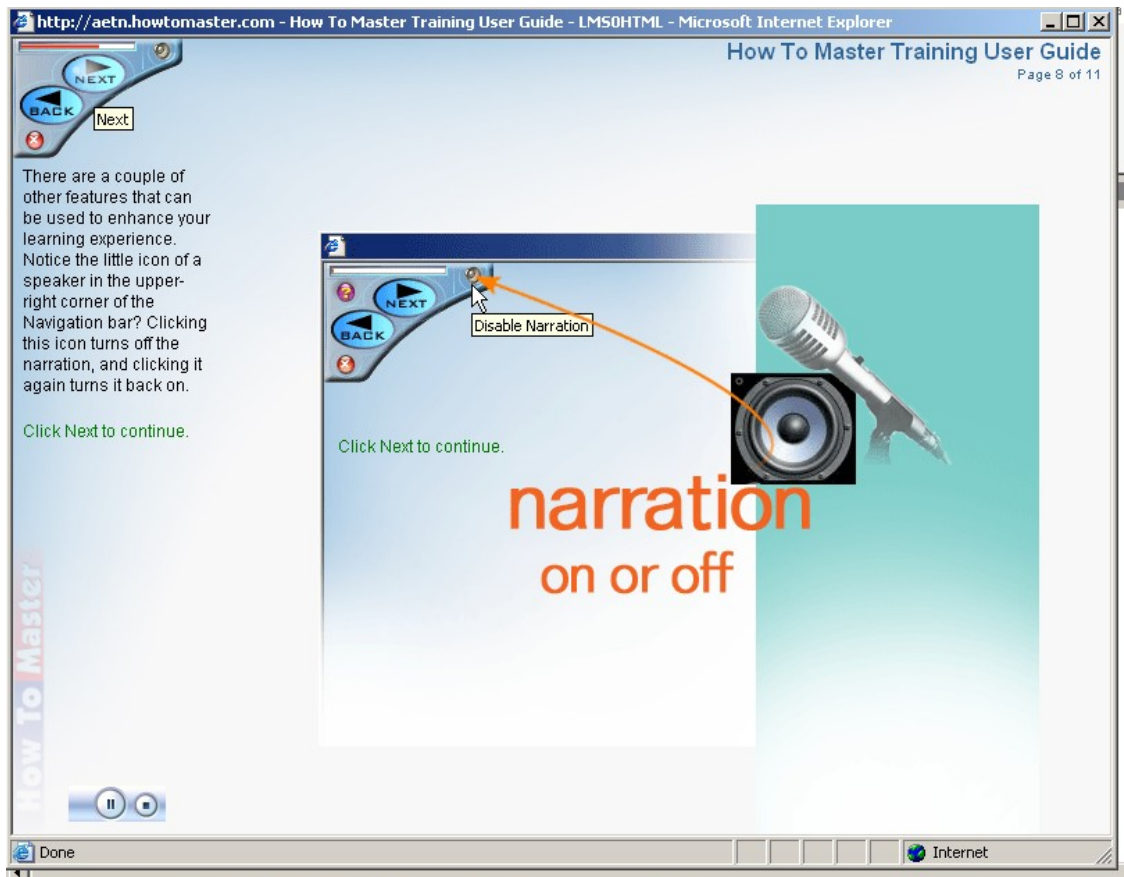 http://aetn.howtomaster.com - How To Master Training User Guide - LMS0HTML - Microsoft Internet Explorer
How To Master Training User Guide
Page 8 of 11
NEXT
BACK
Next
There are a couple of
other features that can
be used to enhance your
learning experience.
Notice the little icon of a
speaker in the upper-
right corner of the
Navigation bar? Clicking
this icon turns off the
narration, and clicking it
again turns it back on.
Click Next to continue.
?
NEXT
BACK
Disable Narration
Click Next to continue.
narration
on or off
How To Master
Done
Internet